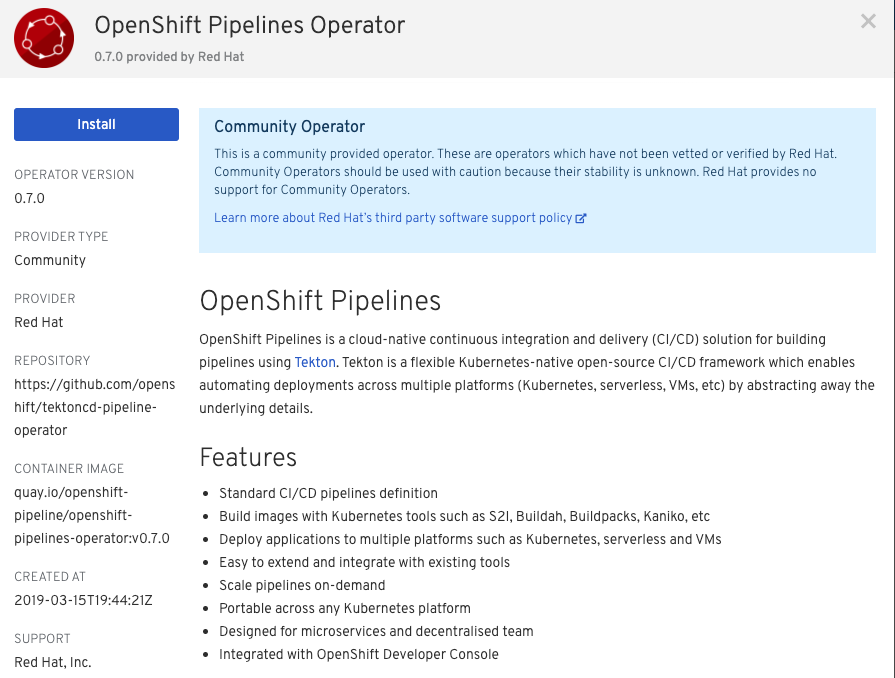 OpenShift Pipelines Operator
0.7.0 provided by Red Hat
Install
OPERATOR VERSION
0.7.0
PROVIDER TYPE
Community
PROVIDER
Red Hat
REPOSITORY
https://github.com/opens
hift/tektoncd-pipeline-
operator
CONTAINER IMAGE
quay.io/openshift-
pipeline/openshift-
pipelines-operator:v0.7.0
CREATED AT
2019-03-15T19:44:21Z
SUPPORT
Red Hat, Inc.
Community Operator
This is a community provided operator. These are operators which have not been vetted or verified by Red Hat.
Community Operators should be used with caution because their stability is unknown. Red Hat provides no
support for Community Operators.
Learn more about Red Hat's third party software support policy
OpenShift Pipelines
OpenShift Pipelines is a cloud-native continuous integration and delivery (CI/CD) solution for building
pipelines using Tekton. Tekton is a flexible Kubernetes-native open-source CI/CD framework which enables
automating deployments across multiple platforms (Kubernetes, serverless, VMs, etc) by abstracting away the
underlying details.
Features
• Standard CI/CD pipelines definition
• Build images with Kubernetes tools such as S2I, Buildah, Buildpacks, Kaniko, etc
• Deploy applications to multiple platforms such as Kubernetes, serverless and VMs
• Easy to extend and integrate with existing tools
• Scale pipelines on-demand
• Portable across any Kubernetes platform
• Designed for microservices and decentralised team
• Integrated with OpenShift Developer Console